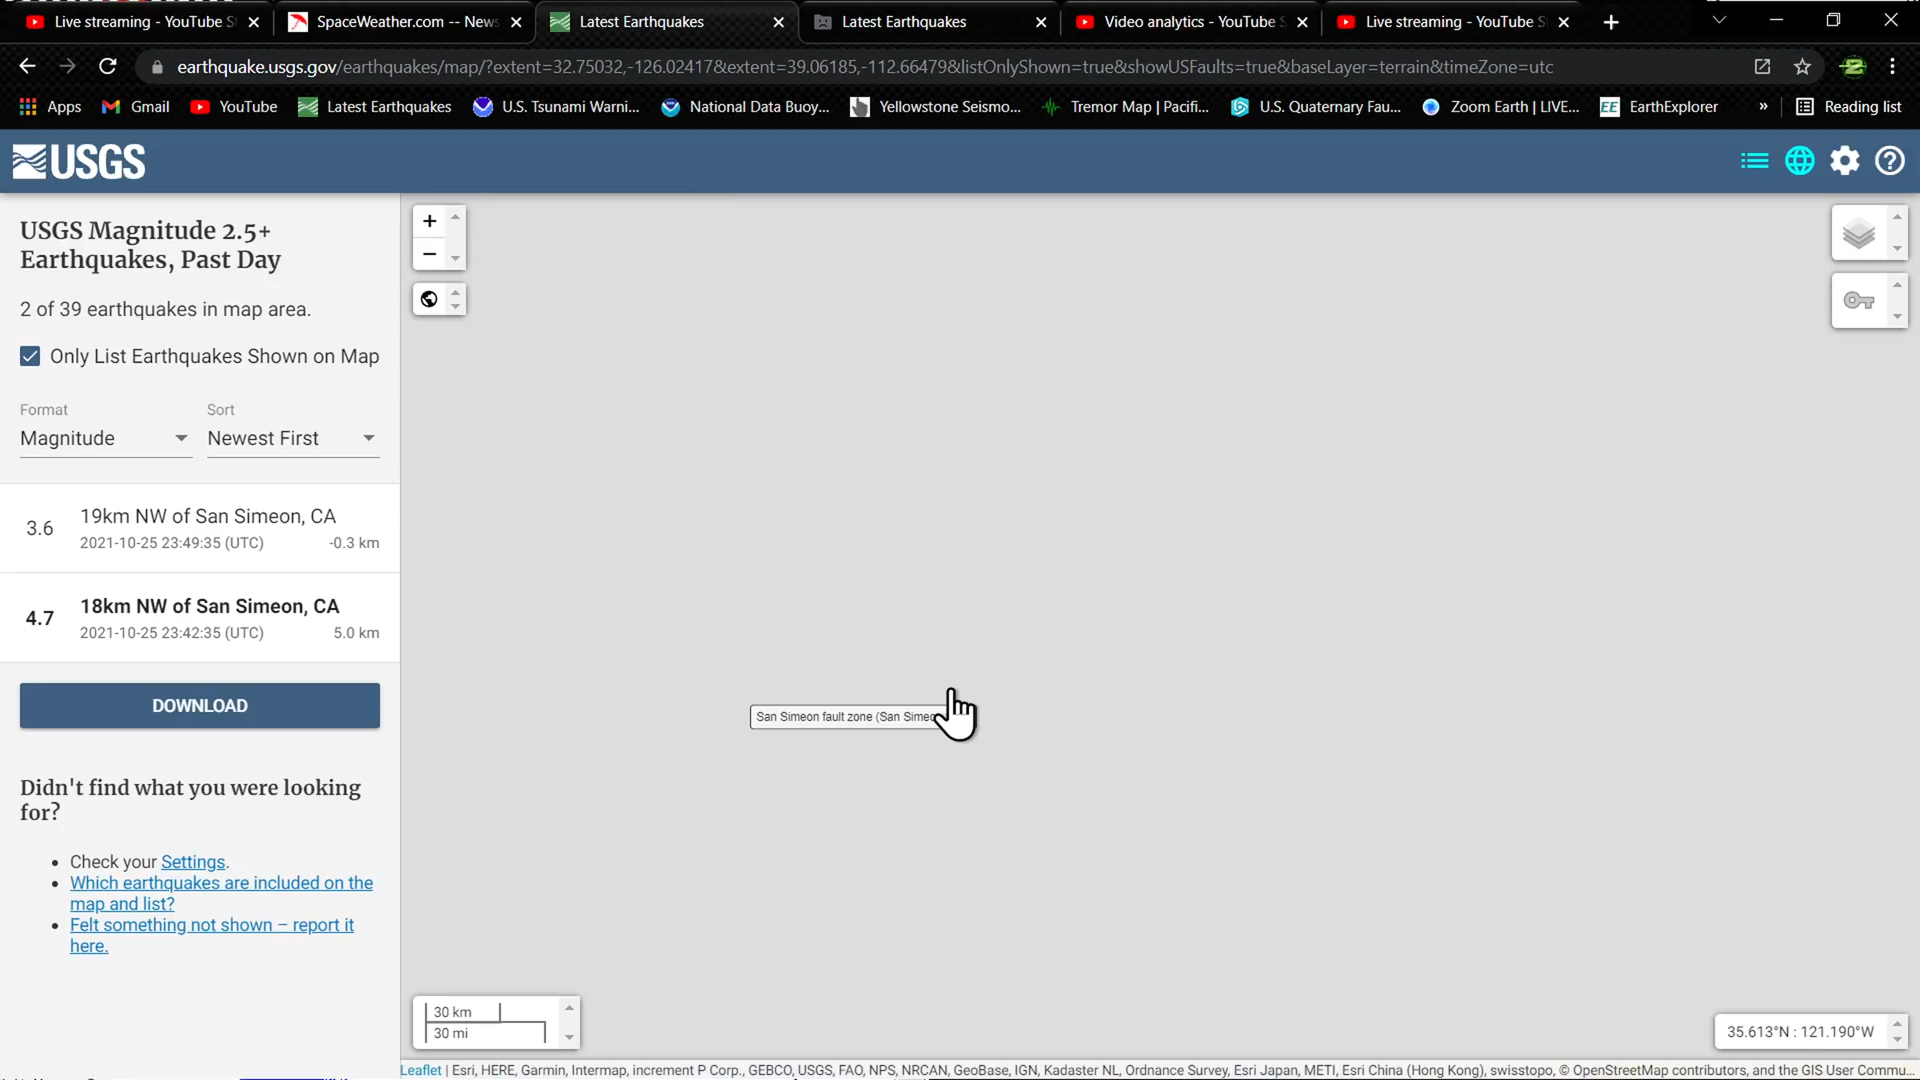 Live streaming - YouTube S
SpaceWeather.com -- News
Latest Earthquakes
Latest Earthquakes
Video analytics - YouTube S
Live streaming - YouTube S
earthquake.usgs.gov/earthquakes/map/?extent=32.75032,-126.02417&extent=39.06185,-112.66479&listOnlyShown=true&showUSFaults=true&baseLayer=terrain&timeZone=utc
Apps
Gmail
YouTube
Latest Earthquakes
U.S. Tsunami Warni...
National Data Buoy...
Yellowstone Seismo...
Tremor Map | Pacifi...
U.S. Quaternary Fau...
Zoom Earth | LIVE...
EE EarthExplorer
»
Reading list
USGS
USGS Magnitude 2.5+
Earthquakes, Past Day
2 of 39 earthquakes in map area.
Only List Earthquakes Shown on Map
Format
Magnitude
Sort
Newest First
3.6
19km NW of San Simeon, CA
2021-10-25 23:49:35 (UTC)
-0.3 km
4.7
18km NW of San Simeon, CA
2021-10-25 23:42:35 (UTC)
5.0 km
DOWNLOAD
Didn't find what you were looking
for?
Check your Settings.
Which earthquakes are included on the
map and list?
Felt something not shown – report it
here.
+
−
San Simeon fault zone (San Simeo
30 km
30 mi
35.613°N : 121.190°W
Leaflet | Esri, HERE, Garmin, Intermap, increment P Corp., GEBCO, USGS, FAO, NPS, NRCAN, GeoBase, IGN, Kadaster NL, Ordnance Survey, Esri Japan, METI, Esri China (Hong Kong), swisstopo, © OpenStreetMap contributors, and the GIS User Commu...